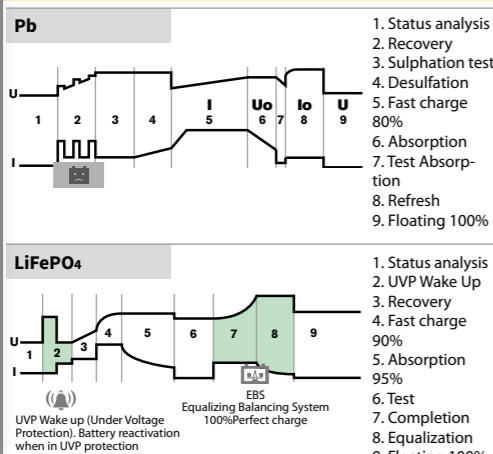 Pb
U
I
1
2
3
4
I
5
Uo
6
7
Io
8
U
9
1. Status analysis
2. Recovery
3. Sulphation test
4. Desulfation
5. Fast charge
80%
6. Absorption
7. Test Absorp-
tion
8. Refresh
9. Floating 100%
LiFePO4
U
I
1
2
3
4
5
6
7
8
9
UVP Wake up (Under Voltage
Protection). Battery reactivation
when in UVP protection
EBS
Equalizing Balancing System
100%Perfect charge
1. Status analysis
2. UVP Wake Up
3. Recovery
4. Fast charge
90%
5. Absorption
95%
6. Test
7. Completion
8. Equalization
9. Floating 100%